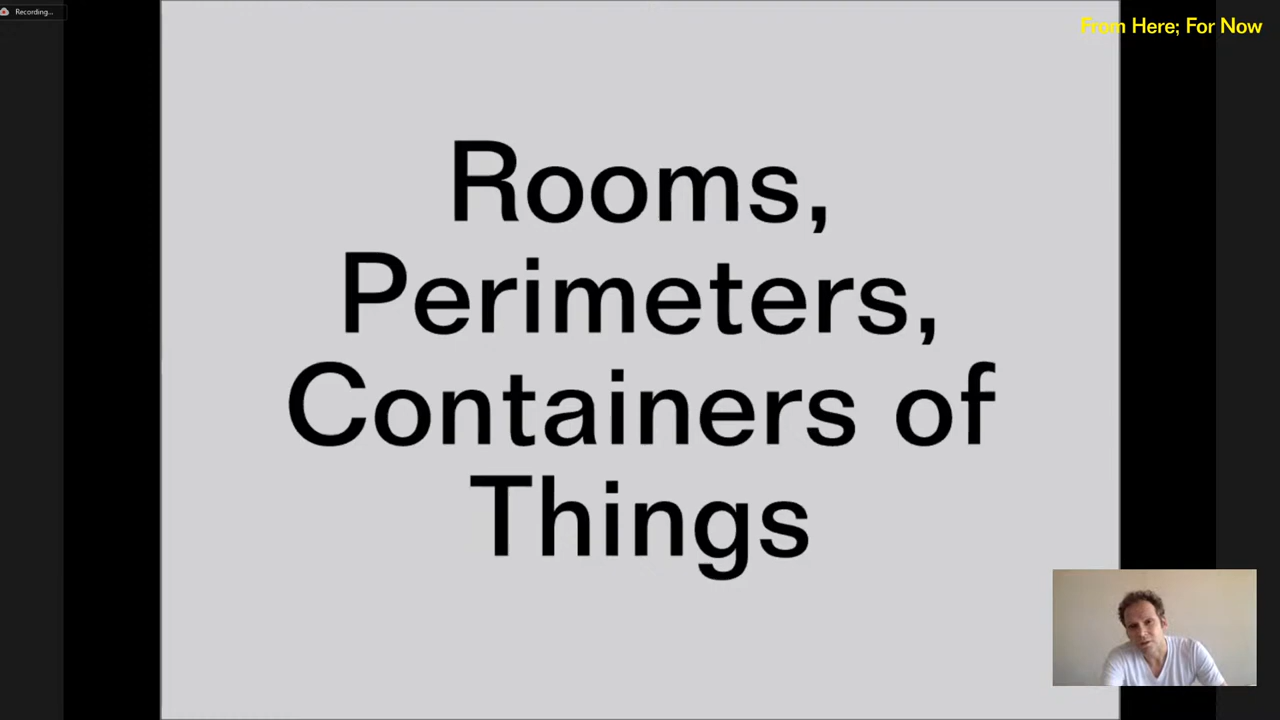 Recording...
From Here; For Now
Rooms,
Perimeters,
Containers of
Things